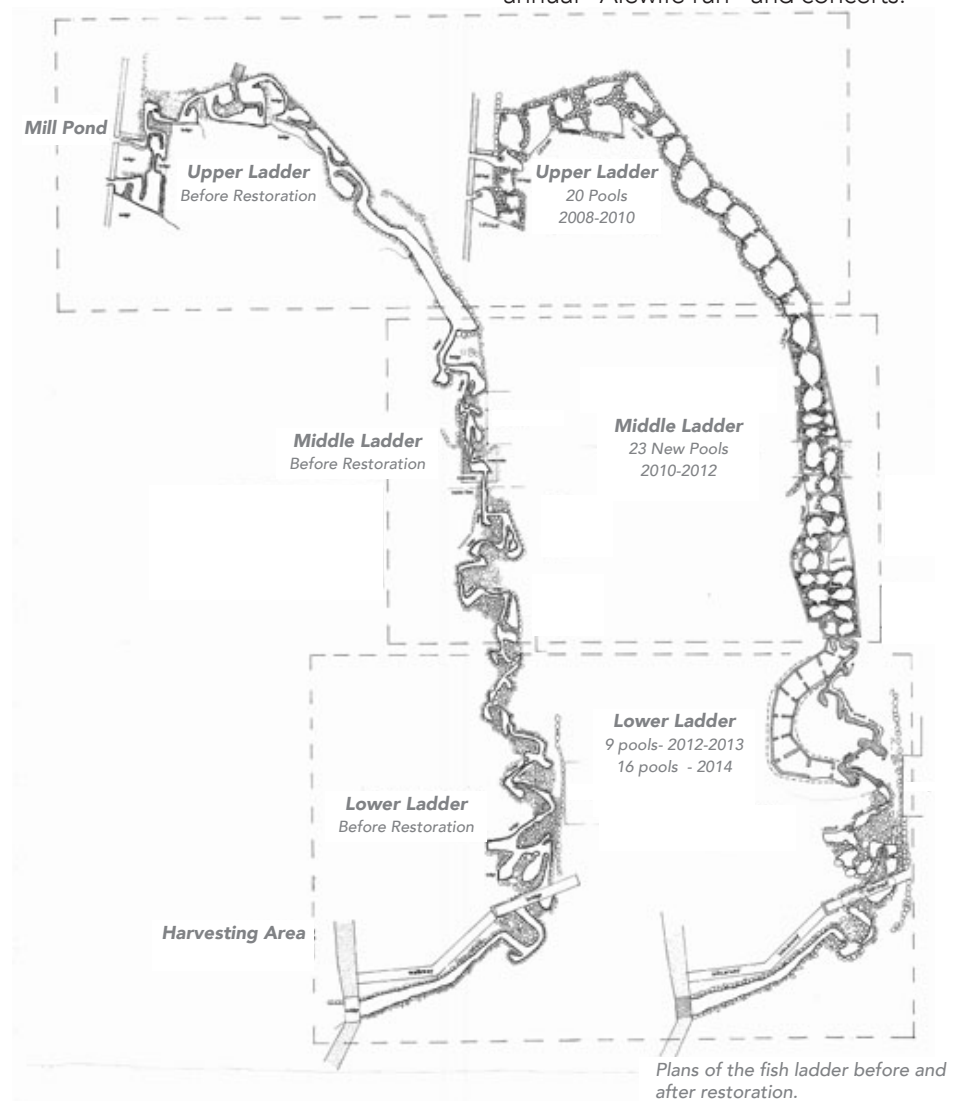 annual "Alewife run" and concerts.
Mill Pond
Upper Ladder
Before Restoration
Upper Ladder
20 Pools
2008-2010
Middle Ladder
Before Restoration
Middle Ladder
23 New Pools
2010-2012
Lower Ladder
9 pools- 2012-2013
16 pools - 2014
Lower Ladder
Before Restoration
Harvesting Area
Plans of the fish ladder before and
after restoration.